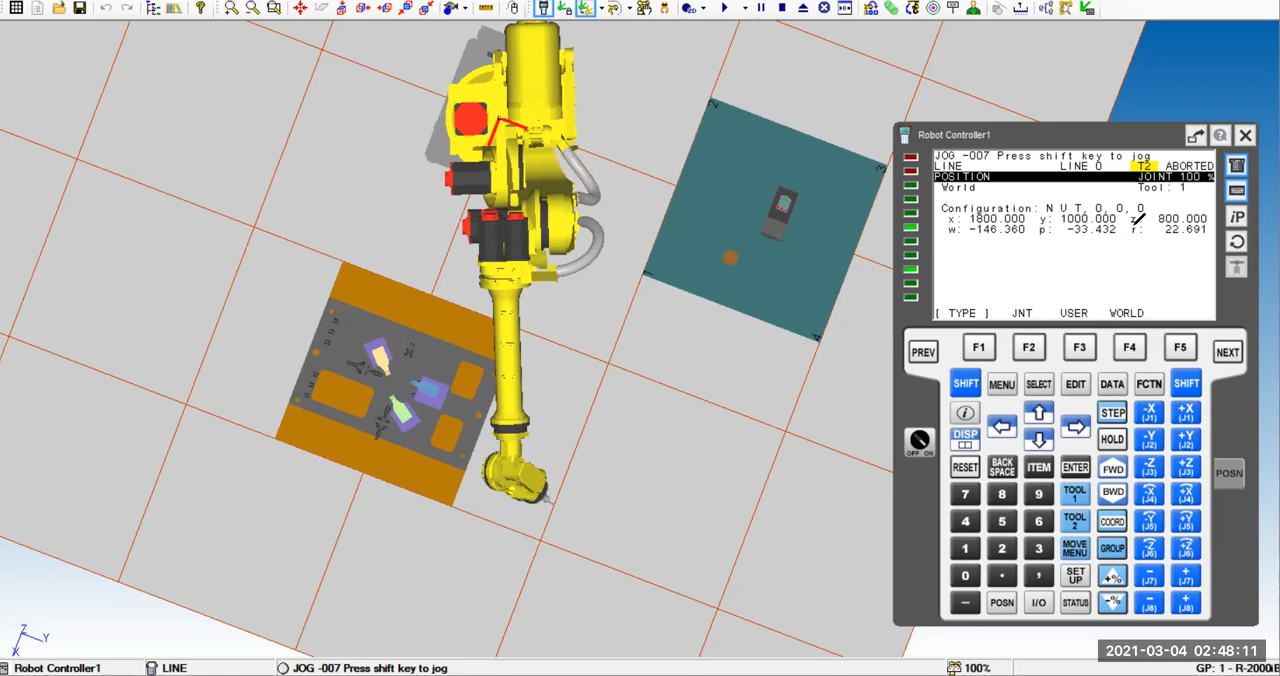 2
3
1
4
Z
Y
X
Robot Controller1
JOG -007 Press shift key to jog
LINE LINE 0 T2 ABORTED
POSITION JOINT 100 %
World Tool: 1
Configuration: N U T, 0, 0, 0
x: 1800.000 y: 1000.000 z: 800.000
w: -146.360 p: -33.432 r: 22.691
[ TYPE ] JNT USER WORLD
iP
PREV F1 F2 F3 F4 F5 NEXT
SHIFT MENU SELECT EDIT DATA FCTN SHIFT
i STEP -X (J1) +X (J1)
DISP HOLD -Y (J2) +Y (J2)
OFF ON
RESET BACK SPACE ITEM ENTER FWD -Z (J3) +Z (J3)
POSN
7 8 9 TOOL 1 BWD -X (J4) +X (J4)
4 5 6 TOOL 2 COORD -Y (J5) +Y (J5)
1 2 3 MOVE MENU GROUP -Z (J6) +Z (J6)
0 . , SET UP +% - (J7) + (J7)
- POSN I/O STATUS -% - (J8) + (J8)
2021-03-04 02:48:11
Robot Controller1 LINE JOG -007 Press shift key to jog 100% GP: 1 - R-2000iB